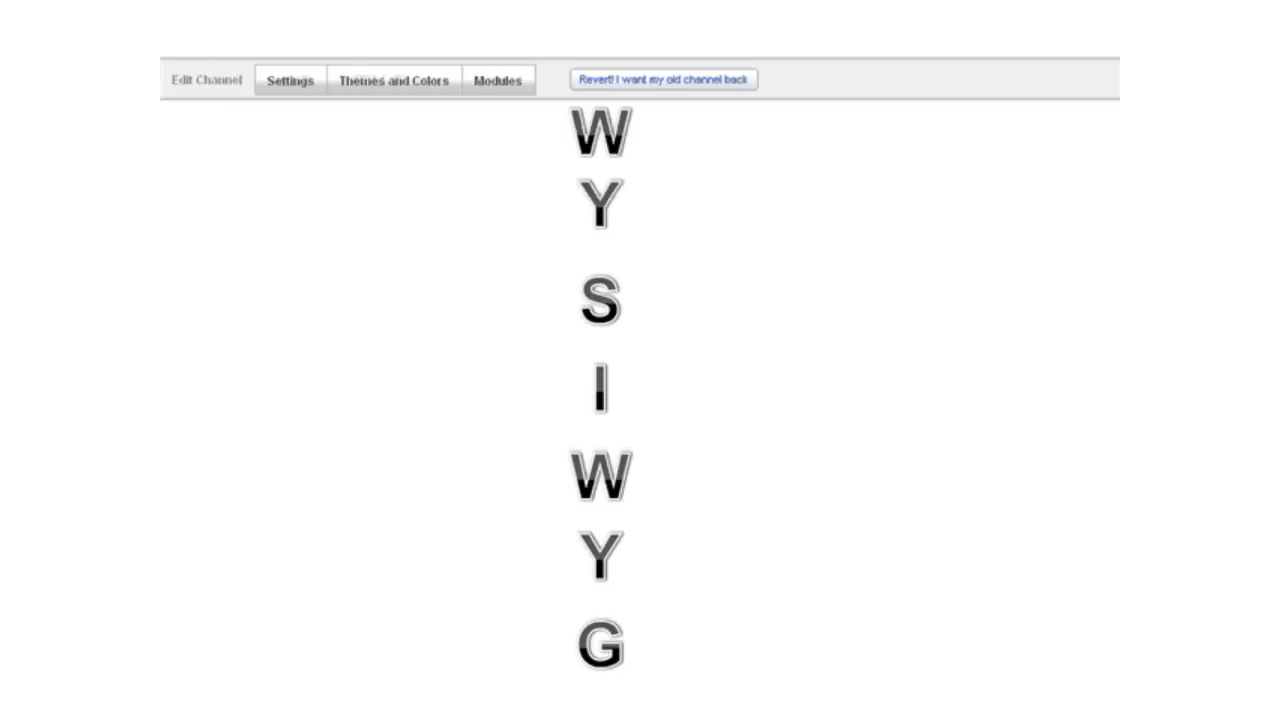 Edit Channel Settings Themes and Colors Modules Revert! I want my old channel back
W
Y
S
I
W
Y
G